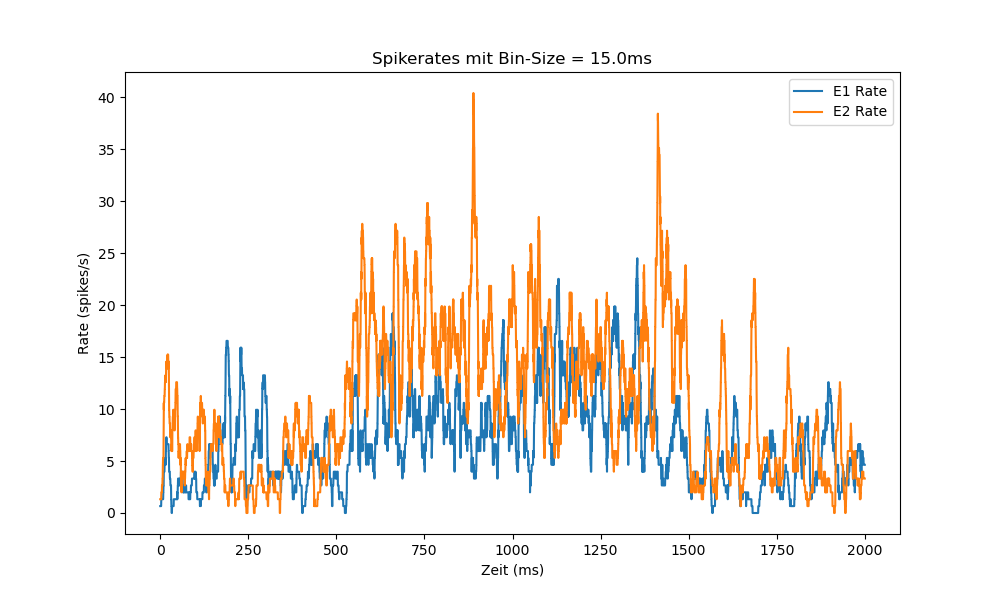 Spikerates mit Bin-Size = 15.0ms
E1 Rate
E2 Rate
40
35
30
25
20
15
10
5
0
Rate (spikes/s)
0 250 500 750 1000 1250 1500 1750 2000
Zeit (ms)